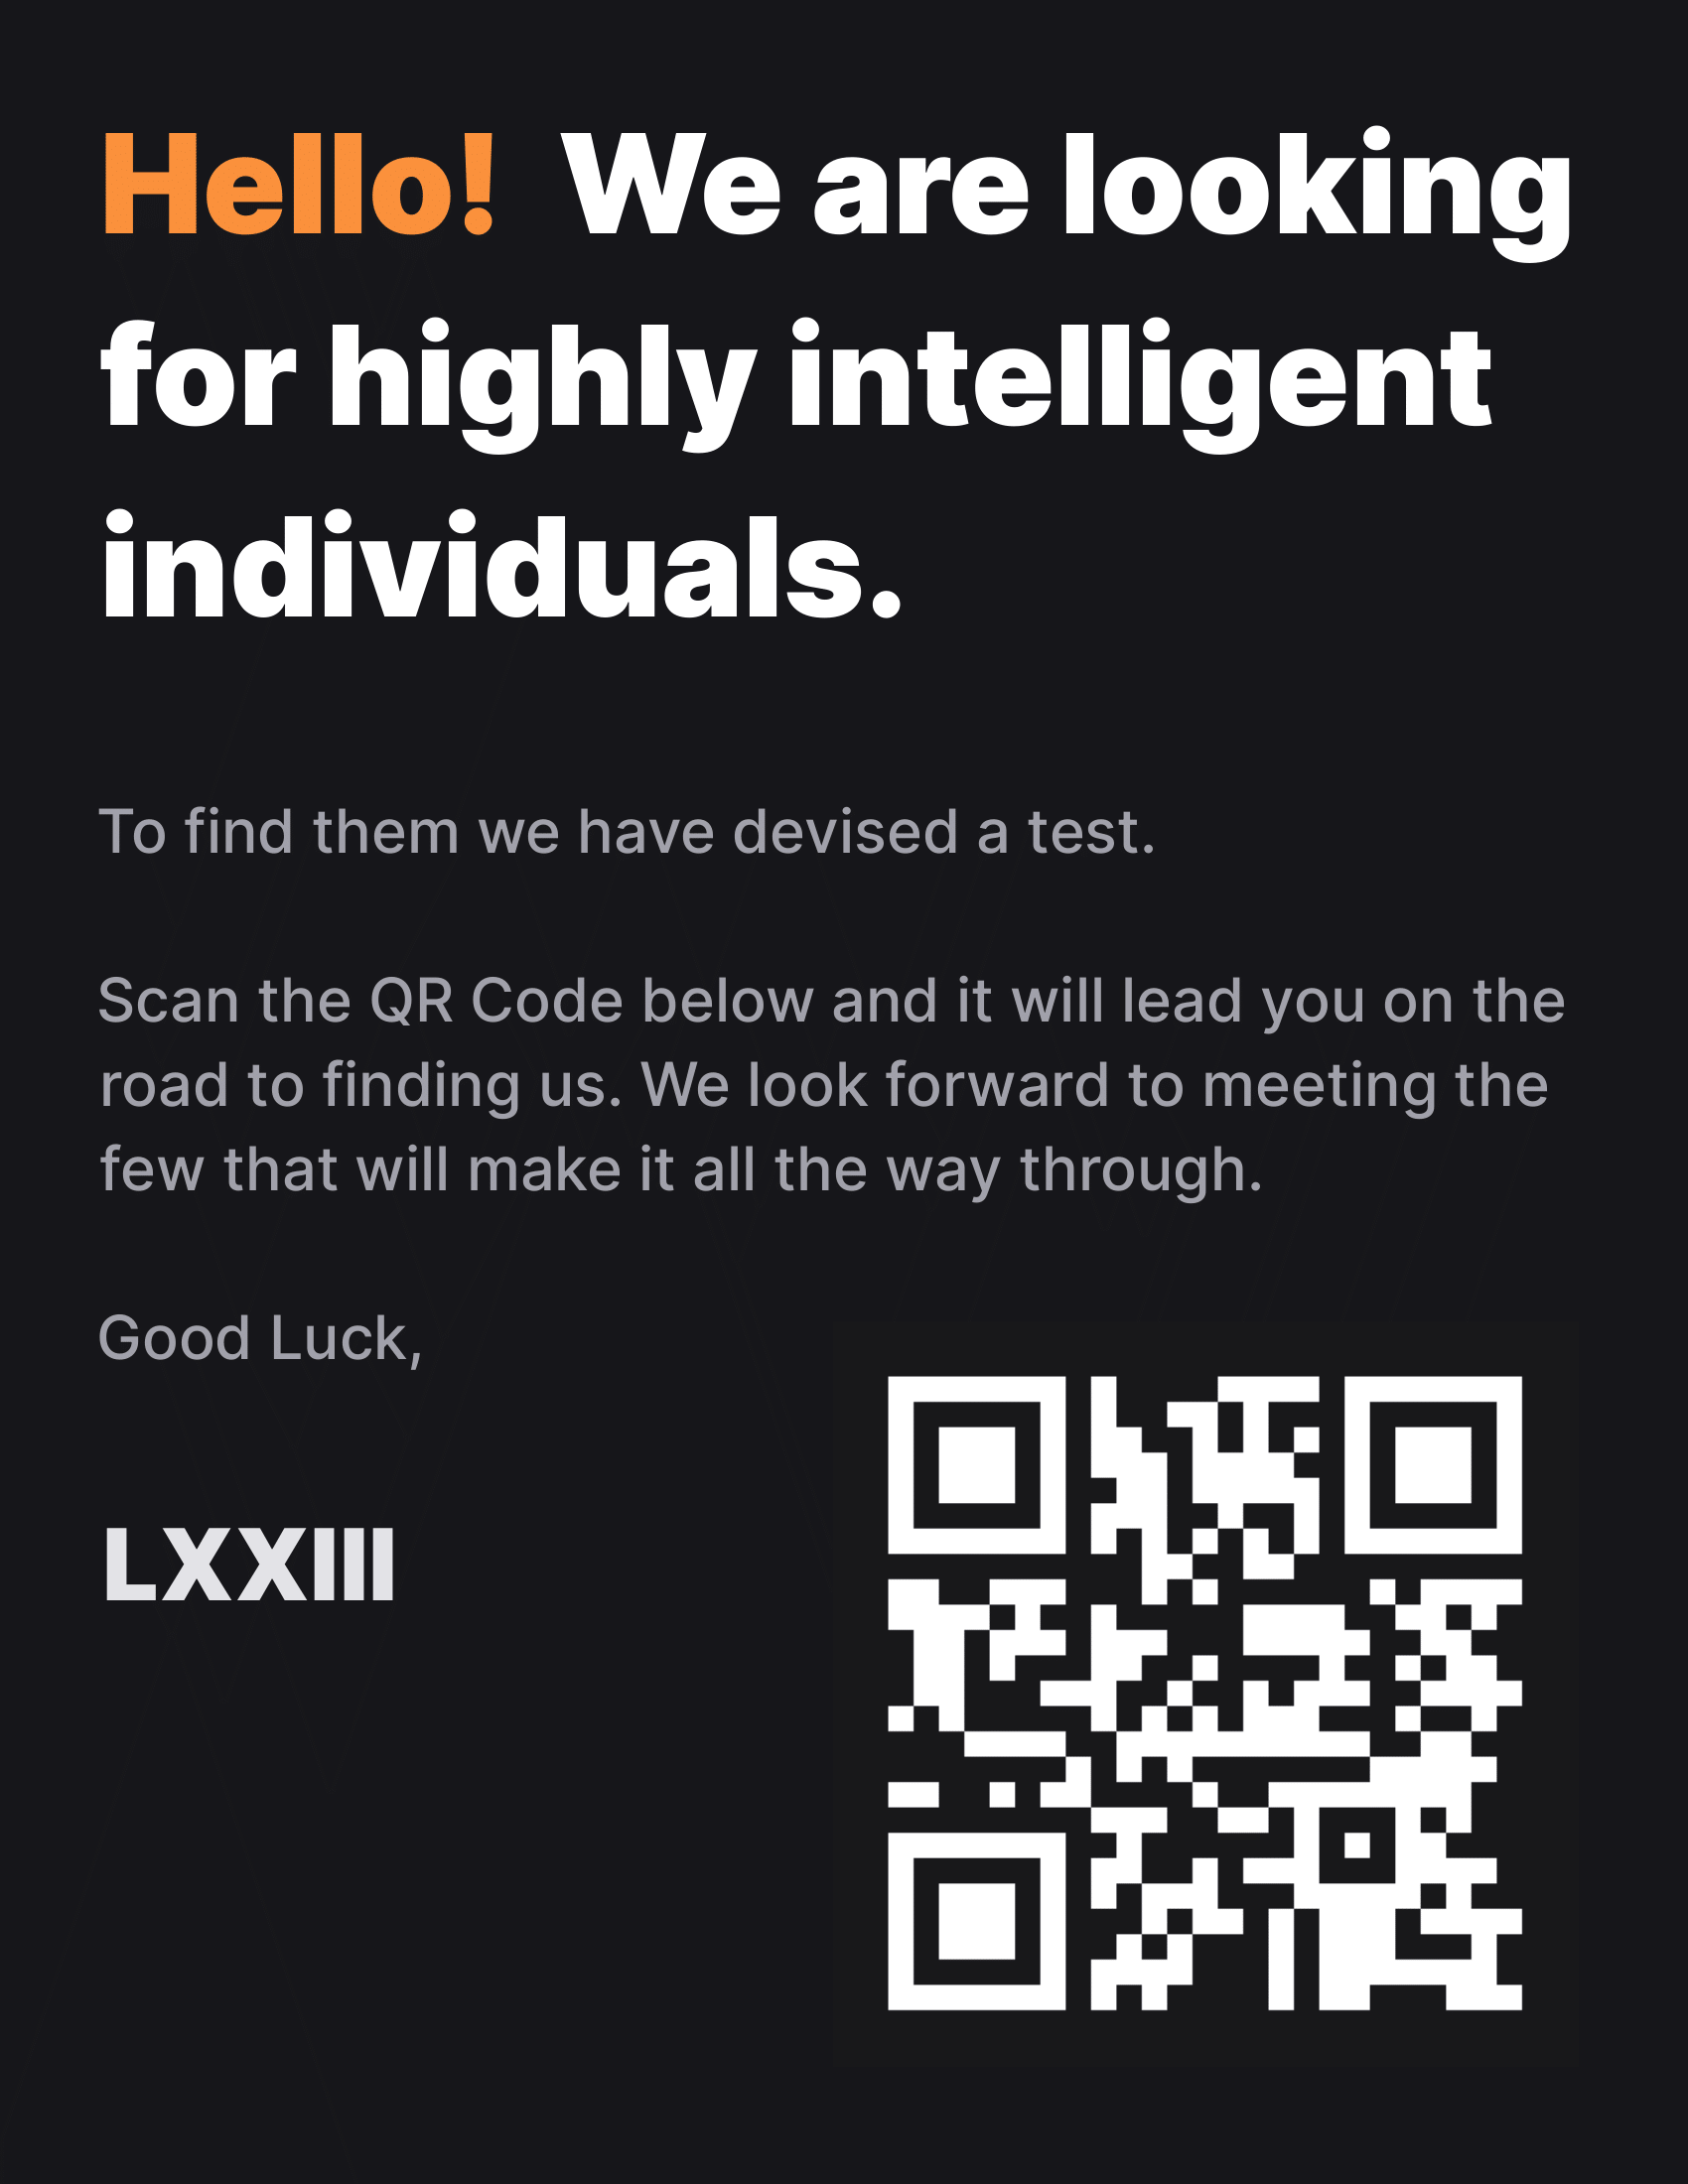 Hello! We are looking
for highly intelligent
individuals.
To find them we have devised a test.
Scan the QR Code below and it will lead you on the
road to finding us. We look forward to meeting the
few that will make it all the way through.
Good Luck,
LXXIII